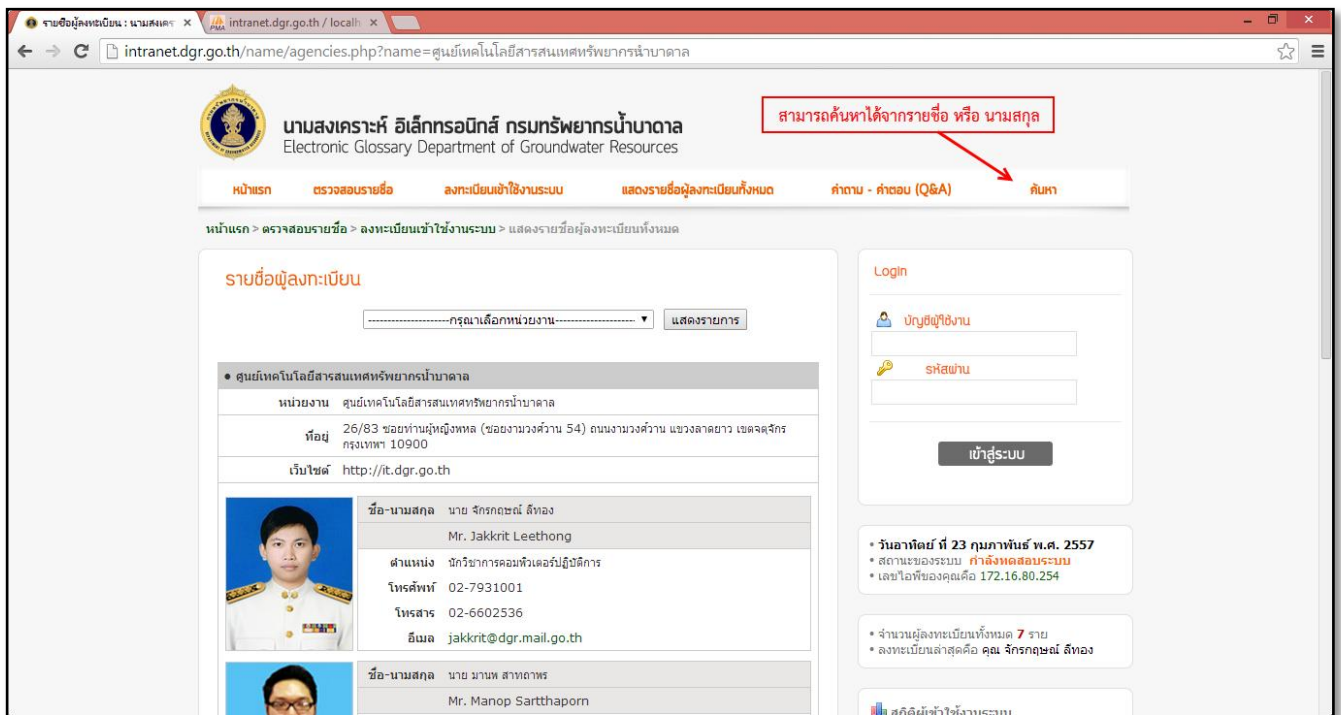 รายชื่อผู้ลงทะเบียน : นามสงเคร
intranet.dgr.go.th / localh
intranet.dgr.go.th/name/agencies.php?name=ศูนย์เทคโนโลยีสารสนเทศทรัพยากรน้ำบาดาล
นามสงเคราะห์ อิเล็กทรอนิกส์ กรมทรัพยากรน้ำบาดาล
Electronic Glossary Department of Groundwater Resources
สามารถค้นหาได้จากรายชื่อ หรือ นามสกุล
หน้าแรก ตรวจสอบรายชื่อ ลงทะเบียนเข้าใช้งานระบบ แสดงรายชื่อผู้ลงทะเบียนทั้งหมด คำถาม - คำตอบ (Q&A) ค้นหา
หน้าแรก > ตรวจสอบรายชื่อ > ลงทะเบียนเข้าใช้งานระบบ > แสดงรายชื่อผู้ลงทะเบียนทั้งหมด
รายชื่อผู้ลงทะเบียน
---------------------กรุณาเลือกหน่วยงาน-------------------- แสดงรายการ
• ศูนย์เทคโนโลยีสารสนเทศทรัพยากรน้ำบาดาล
หน่วยงาน ศูนย์เทคโนโลยีสารสนเทศทรัพยากรน้ำบาดาล
ที่อยู่ 26/83 ซอยท่านผู้หญิงพหล (ซอยงามวงศ์วาน 54) ถนนงามวงศ์วาน แขวงลาดยาว เขตจตุจักร
กรุงเทพฯ 10900
เว็บไซต์ http://it.dgr.go.th
ชื่อ-นามสกุล นาย จักรกฤษณ์ ลีทอง
Mr. Jakkrit Leethong
ตำแหน่ง นักวิชาการคอมพิวเตอร์ปฏิบัติการ
โทรศัพท์ 02-7931001
โทรสาร 02-6602536
อีเมล jakkrit@dgr.mail.go.th
ชื่อ-นามสกุล นาย มานพ สาทถาพร
Mr. Manop Sartthaporn
Login
บัญชีผู้ใช้งาน
รหัสผ่าน
เข้าสู่ระบบ
• วันอาทิตย์ ที่ 23 กุมภาพันธ์ พ.ศ. 2557
• สถานะของระบบ กำลังทดสอบระบบ
• เลขไอพีของคุณคือ 172.16.80.254
• จำนวนผู้ลงทะเบียนทั้งหมด 7 ราย
• ลงทะเบียนล่าสุดคือ คุณ จักรกฤษณ์ ลีทอง
สถิติผู้เข้าใช้งานระบบ